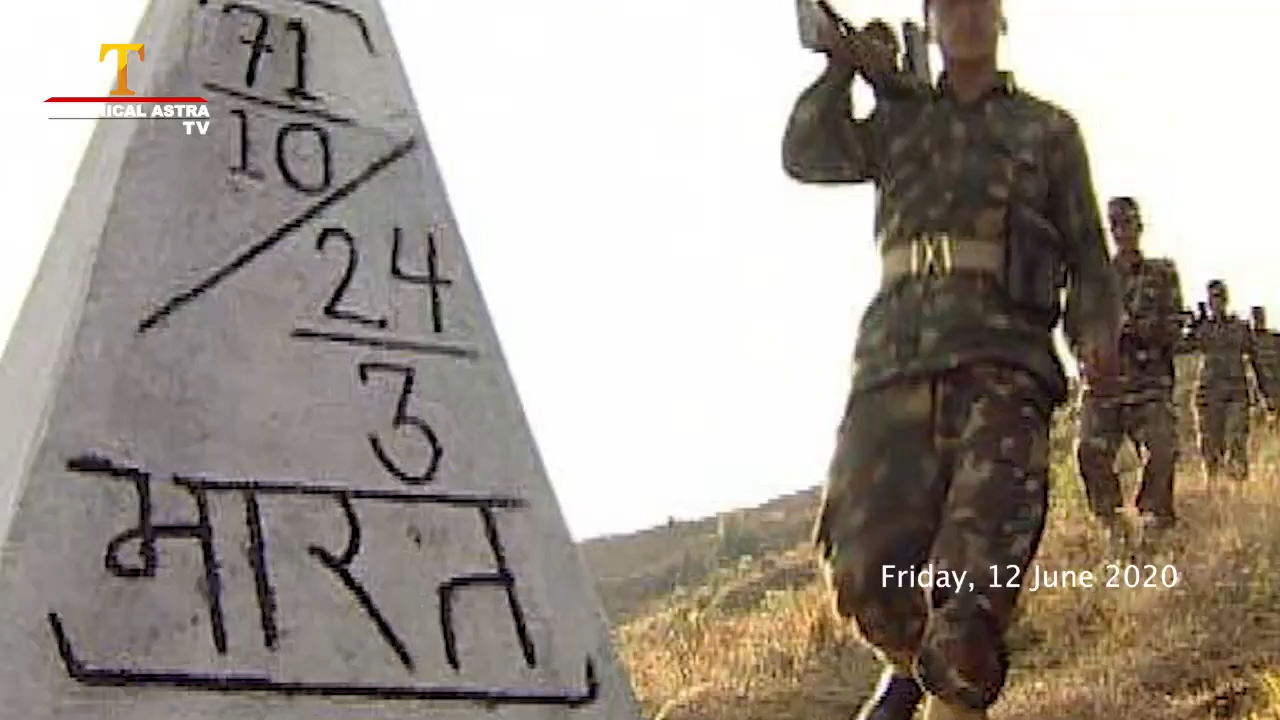 71
10
24
3
भारत
T
ICAL ASTRA
TV
Friday, 12 June 2020